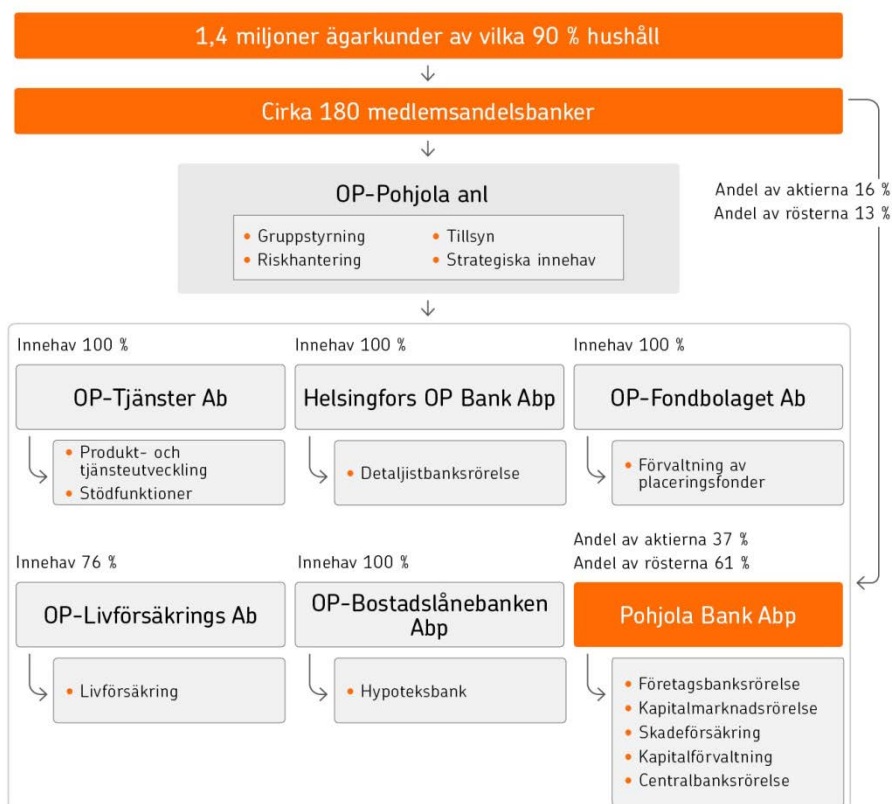 1,4 miljoner ägarkunder av vilka 90 % hushåll
Cirka 180 medlemsandelsbanker
Andel av aktierna 16 %
Andel av rösterna 13 %
OP-Pohjola anl
• Gruppstyrning
• Riskhantering
• Tillsyn
• Strategiska innehav
Innehav 100 %
OP-Tjänster Ab
• Produkt- och
tjänsteutveckling
• Stödfunktioner
Innehav 100 %
Helsingfors OP Bank Abp
• Detaljistbanksrörelse
Innehav 100 %
OP-Fondbolaget Ab
• Förvaltning av
placeringsfonder
Innehav 76 %
OP-Livförsäkrings Ab
• Livförsäkring
Innehav 100 %
OP-Bostadslånebanken
Abp
• Hypoteksbank
Andel av aktierna 37 %
Andel av rösterna 61 %
Pohjola Bank Abp
• Företagsbanksrörelse
• Kapitalmarknadsrörelse
• Skadeförsäkring
• Kapitalförvaltning
• Centralbanksrörelse